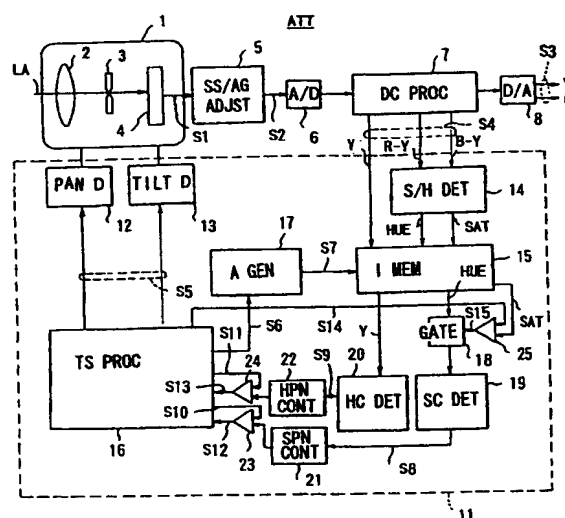 ATT
1
2
3
5
7
S3
LA
SS/AG
ADJST
A/D
DC PROC
D/A
S1
S2
4
6
8
S4
Y
R-Y
B-Y
PAN D
TILT D
S/H DET
14
12
13
17
HUE
SAT
15
A GEN
S7
I MEM
HUE
S5
SAT
S6
S14
Y
S15
GATE
TS PROC
S11
24
22
S9
20
18
25
19
S13
HPN
CONT
HC DET
SC DET
S10
16
S12
23
SPN
CONT
21
S8
11